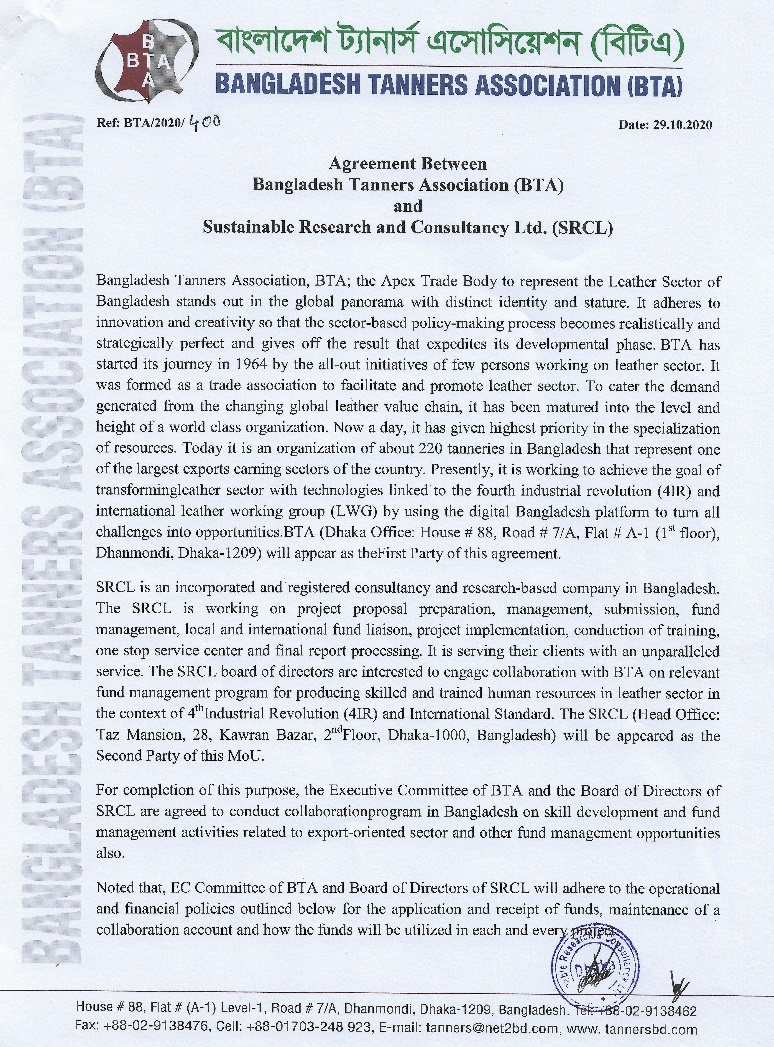 B
BTA
A
বাংলাদেশ ট্যানার্স এসোসিয়েশন (বিটিএ)
BANGLADESH TANNERS ASSOCIATION (BTA)
Ref: BTA/2020/ 400
Date: 29.10.2020
Agreement Between
Bangladesh Tanners Association (BTA)
and
Sustainable Research and Consultancy Ltd. (SRCL)
BANGLADESH TANNERS ASSOCIATION (BTA)
Bangladesh Tanners Association, BTA; the Apex Trade Body to represent the Leather Sector of
Bangladesh stands out in the global panorama with distinct identity and stature. It adheres to
innovation and creativity so that the sector-based policy-making process becomes realistically and
strategically perfect and gives off the result that expedites its developmental phase. BTA has
started its journey in 1964 by the all-out initiatives of few persons working on leather sector. It
was formed as a trade association to facilitate and promote leather sector. To cater the demand
generated from the changing global leather value chain, it has been matured into the level and
height of a world class organization. Now a day, it has given highest priority in the specialization
of resources. Today it is an organization of about 220 tanneries in Bangladesh that represent one
of the largest exports earning sectors of the country. Presently, it is working to achieve the goal of
transformingleather sector with technologies linked to the fourth industrial revolution (4IR) and
international leather working group (LWG) by using the digital Bangladesh platform to turn all
challenges into opportunities.BTA (Dhaka Office: House # 88, Road # 7/A, Flat # A-1 (1st floor),
Dhanmondi, Dhaka-1209) will appear as theFirst Party of this agreement.
SRCL is an incorporated and registered consultancy and research-based company in Bangladesh.
The SRCL is working on project proposal preparation, management, submission, fund
management, local and international fund liaison, project implementation, conduction of training,
one stop service center and final report processing. It is serving their clients with an unparalleled
service. The SRCL board of directors are interested to engage collaboration with BTA on relevant
fund management program for producing skilled and trained human resources in leather sector in
the context of 4thIndustrial Revolution (4IR) and International Standard. The SRCL (Head Office:
Taz Mansion, 28, Kawran Bazar, 2ndFloor, Dhaka-1000, Bangladesh) will be appeared as the
Second Party of this MoU.
For completion of this purpose, the Executive Committee of BTA and the Board of Directors of
SRCL are agreed to conduct collaborationprogram in Bangladesh on skill development and fund
management activities related to export-oriented sector and other fund management opportunities
also.
Noted that, EC Committee of BTA and Board of Directors of SRCL will adhere to the operational
and financial policies outlined below for the application and receipt of funds, maintenance of a
collaboration account and how the funds will be utilized in each and every project.
Dhaka
House # 88, Flat # (A-1) Level-1, Road # 7/A, Dhanmondi, Dhaka-1209, Bangladesh. Tel: +88-02-9138462
Fax: +88-02-9138476, Cell: +88-01703-248 923, E-mail: tanners@net2bd.com, www. tannersbd.com